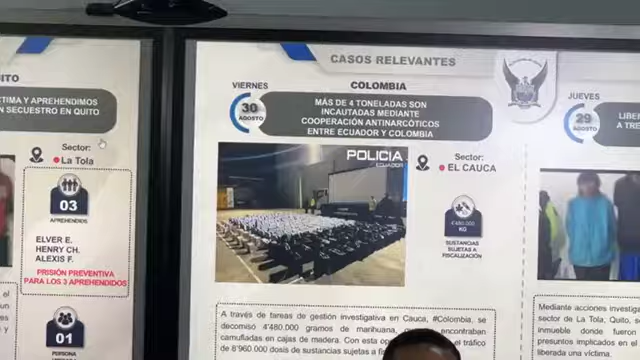 ITO
CTIMA Y APREHENDIMOS
N SECUESTRO EN QUITO
Sector:
La Tola
03
APREHENDIDOS
ELVER E.
HENRY CH.
ALEXIS F.
PRISIÓN PREVENTIVA
PARA LOS 3 APREHENDIDOS
01
PERSONA
CASOS RELEVANTES
VIERNES
30
AGOSTO
COLOMBIA
MÁS DE 4 TONELADAS SON
INCAUTADAS MEDIANTE
COOPERACIÓN ANTINARCÓTICOS
ENTRE ECUADOR Y COLOMBIA
POLICIA
ECUADOR
Sector:
EL CAUCA
4'480.000
KG
SUSTANCIAS
SUJETAS A
FISCALIZACIÓN
A través de tareas de gestión investigativa en Cauca, #Colombia, se
decomisó 4'480.000 gramos de marihuana, encontraban
camufladas en cajas de madera. Con esta el tráfico
de 8'960.000 dosis de sustancias sujetas a
JUEVES
29
AGOSTO
LIBE
A TRE
Mediante acciones investiga
sector de La Tola, Quito, se
inmueble donde fueron
presuntos implicados en el
liberada una víctima.